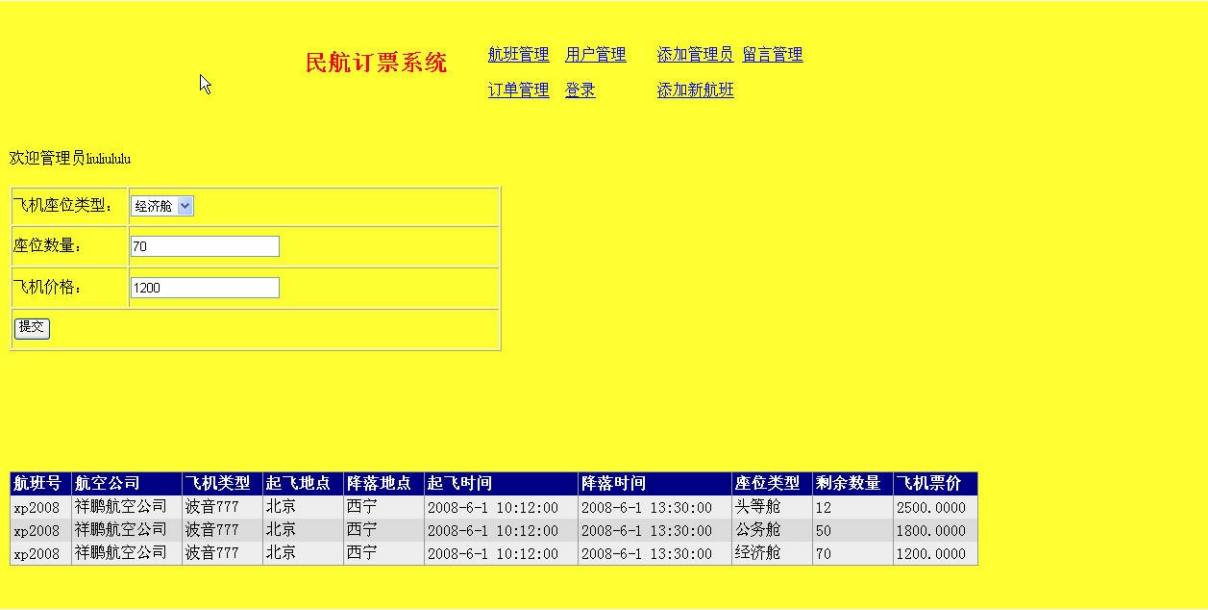 民航订票系统
航班管理 用户管理 添加管理员 留言管理
订单管理 登录 添加新航班
欢迎管理员liuliululu
飞机座位类型： 经济舱
座位数量： 70
飞机价格： 1200
提交
航班号 航空公司 飞机类型 起飞地点 降落地点 起飞时间 降落时间 座位类型 剩余数量 飞机票价
xp2008 祥鹏航空公司 波音777 北京 西宁 2008-6-1 10:12:00 2008-6-1 13:30:00 头等舱 12 2500.0000
xp2008 祥鹏航空公司 波音777 北京 西宁 2008-6-1 10:12:00 2008-6-1 13:30:00 公务舱 50 1800.0000
xp2008 祥鹏航空公司 波音777 北京 西宁 2008-6-1 10:12:00 2008-6-1 13:30:00 经济舱 70 1200.0000